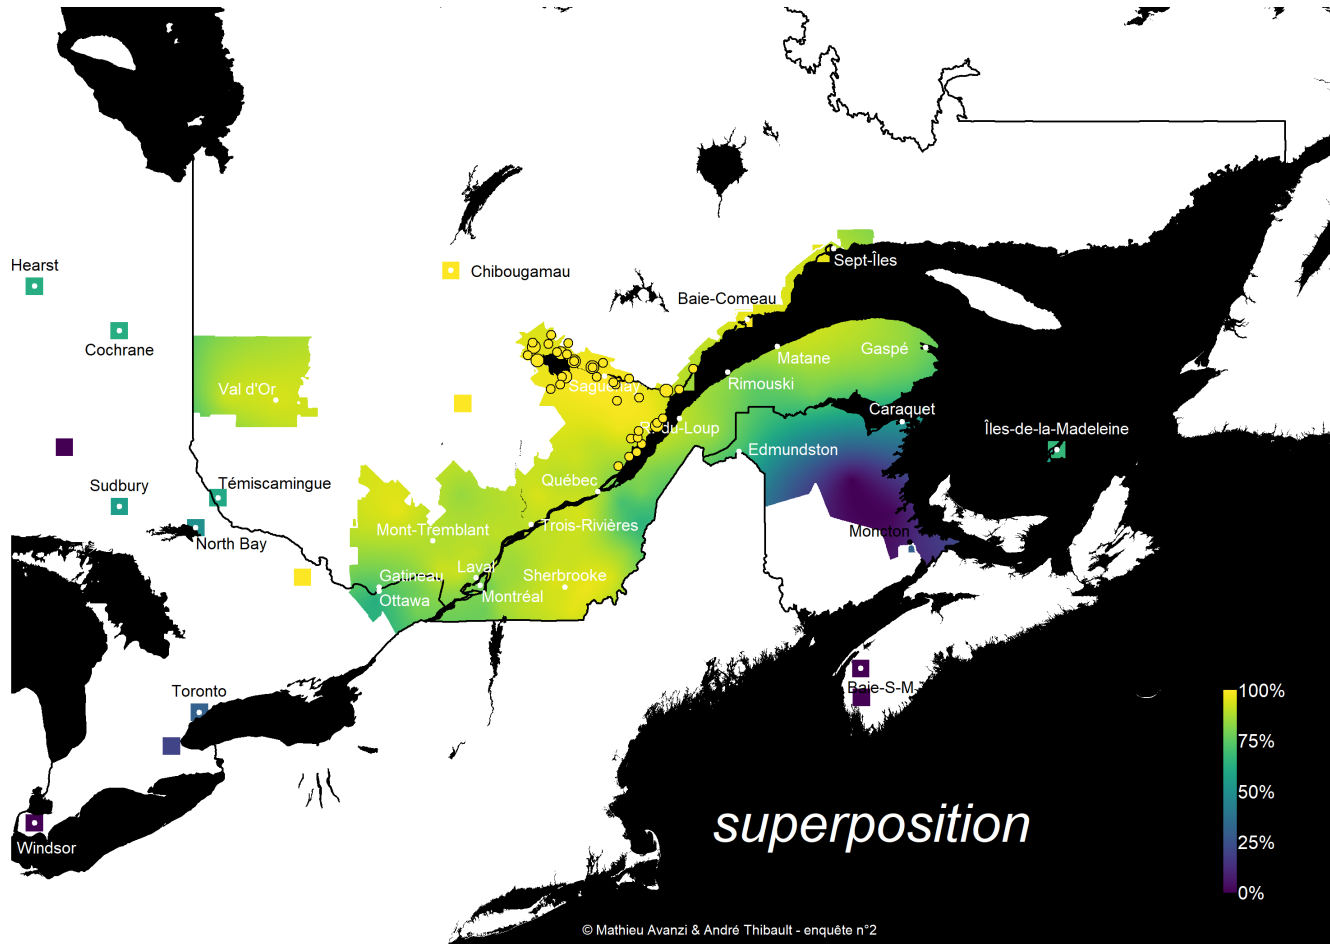 Sept-Îles
Hearst
Chibougamau
Baie-Comeau
Cochrane
Matane
Gaspé
Rimouski
Val d'Or
Saguenay
Caraquet
Îles-de-la-Madeleine
Edmundston
Québec
Sudbury
Témiscamingue
Mont-Tremblant
Trois-Rivières
North Bay
Moncton
Laval
Gatineau
Sherbrooke
Ottawa
Montréal
Toronto
Baie-S-M-
100%
75%
50%
25%
0%
superposition
Windsor
© Mathieu Avanzi & André Thibault - enquête n°2